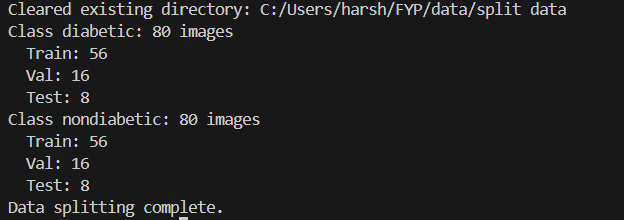 Cleared existing directory: C:/Users/harsh/FYP/data/split data
Class diabetic: 80 images
  Train: 56
  Val: 16
  Test: 8
Class nondiabetic: 80 images
  Train: 56
  Val: 16
  Test: 8
Data splitting complete.